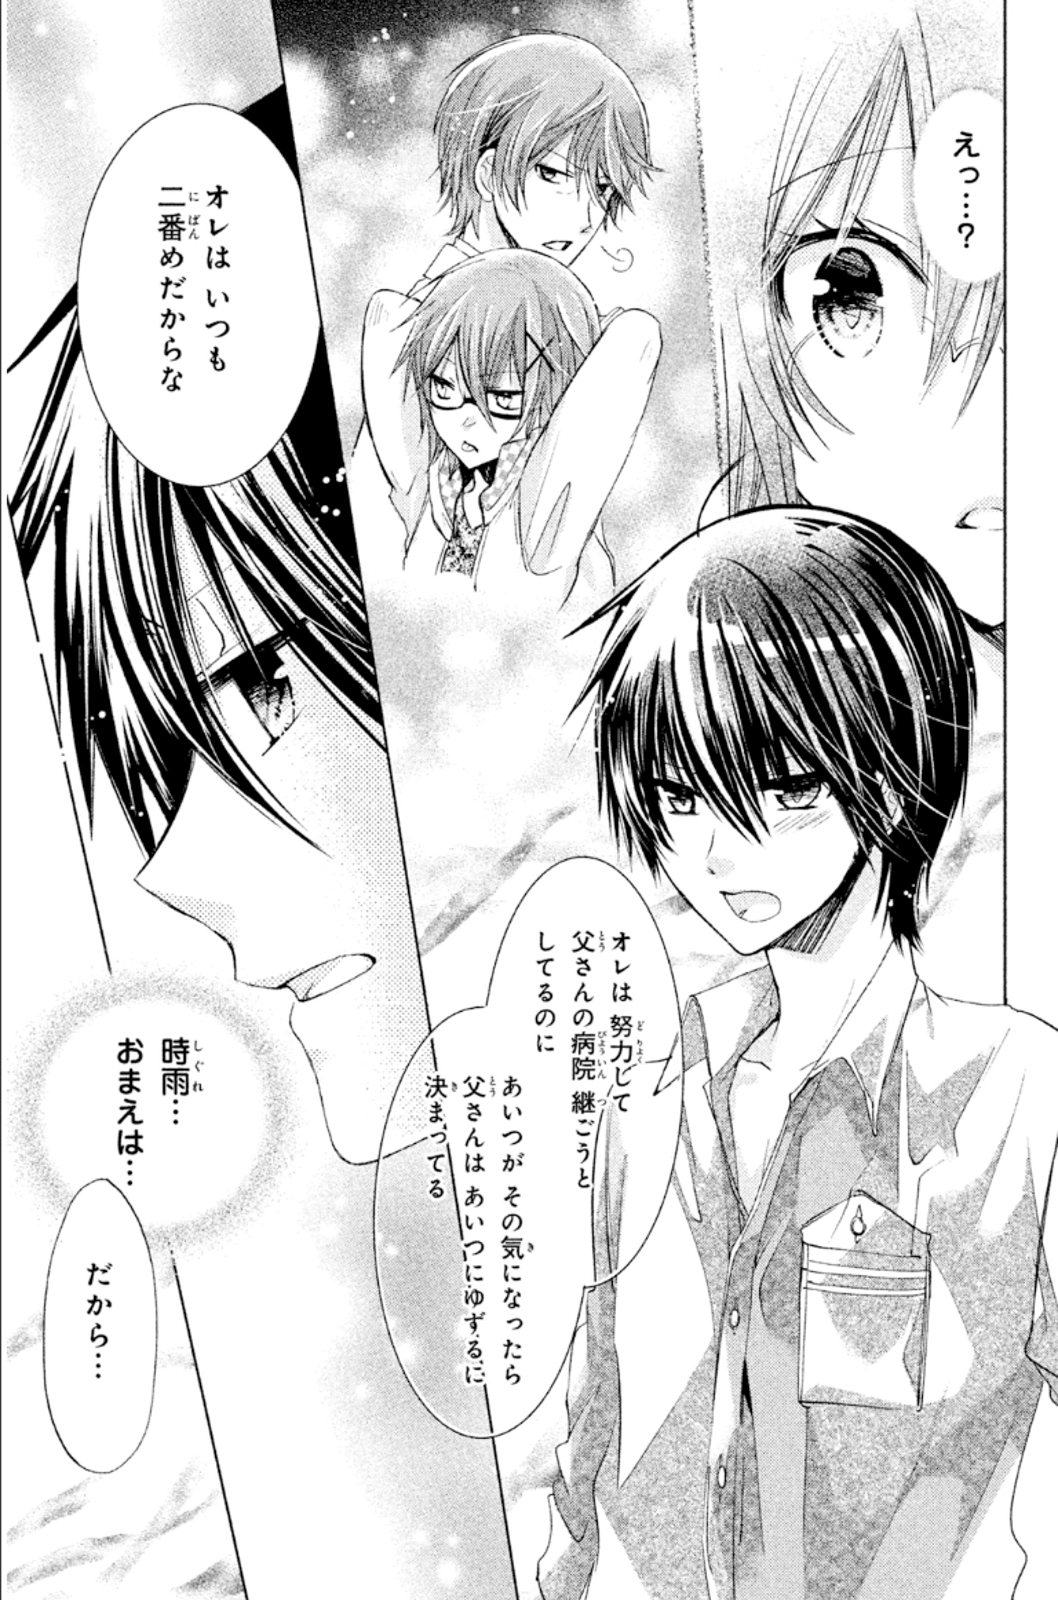 えっ…?
オレは 努力して
父さんの病院 継ごうと
してるのに
あいつが その気になったら
父さんは あいつにゆずるに
決まってる
オレは いつも
二番めだからな
時雨…
おまえは…
だから…